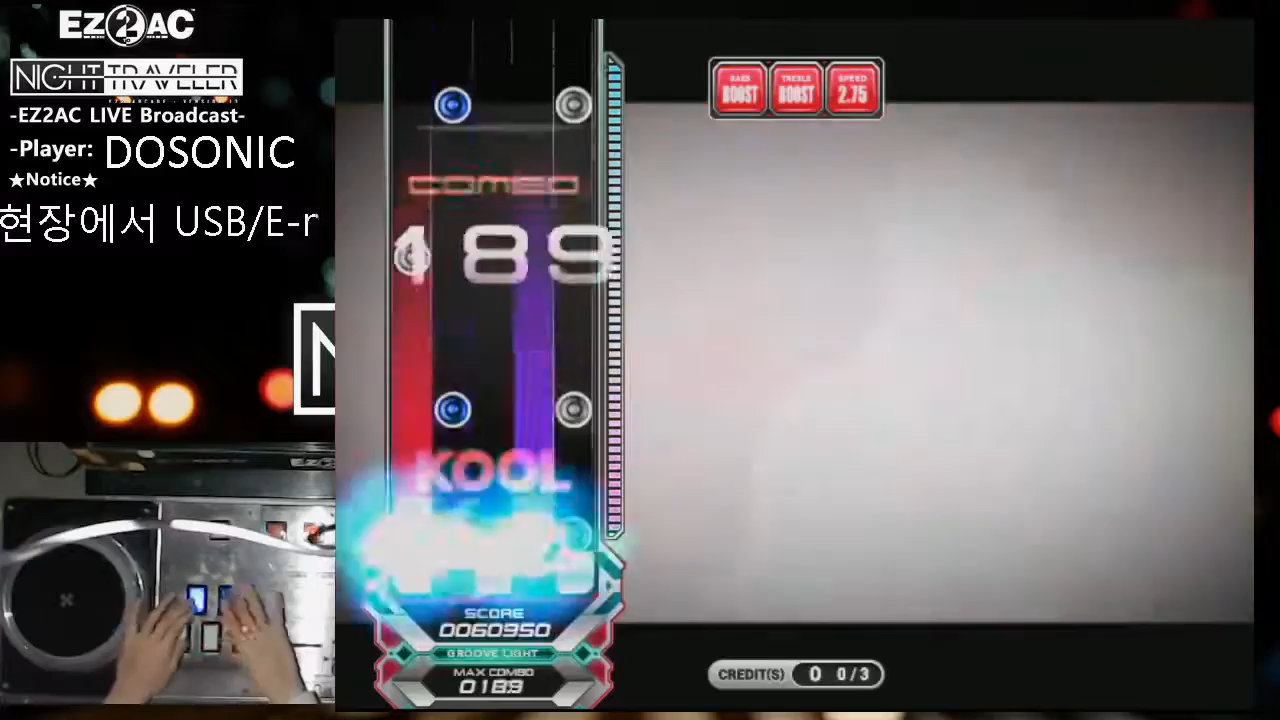 EZ2AC
NIGHT TRAVELER
-EZ2AC LIVE Broadcast-
-Player: DOSONIC
★Notice★
현장에서 USB/E-r
BASS BOOST
TREBLE BOOST
SPEED 2.75
COMBO
189
KOOL
SCORE
0060950
GROOVE LIGHT
MAX COMBO
0189
CREDIT(S) 0 0/3